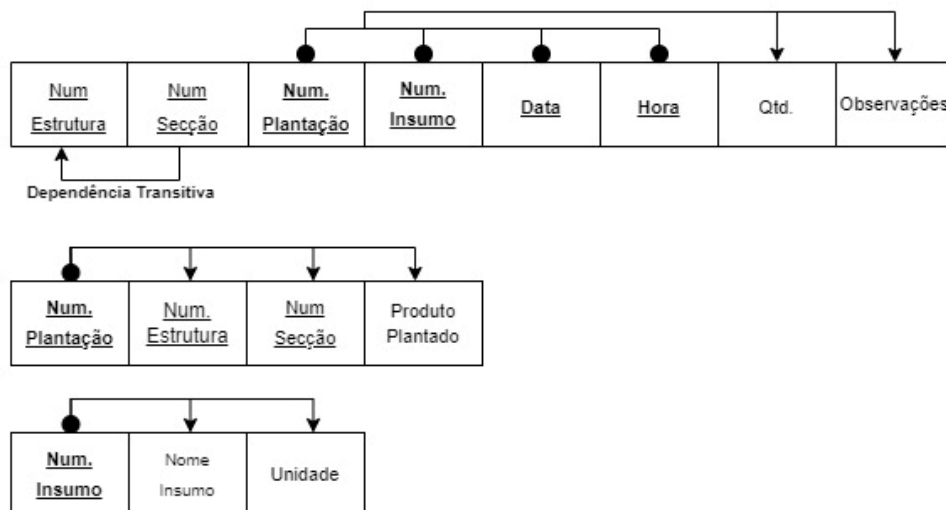 Num
Estrutura
Num
Secção
Num.
Plantação
Num.
Insumo
Data
Hora
Qtd.
Observações
Dependência Transitiva
Num.
Plantação
Num.
Estrutura
Num
Secção
Produto
Plantado
Num.
Insumo
Nome
Insumo
Unidade